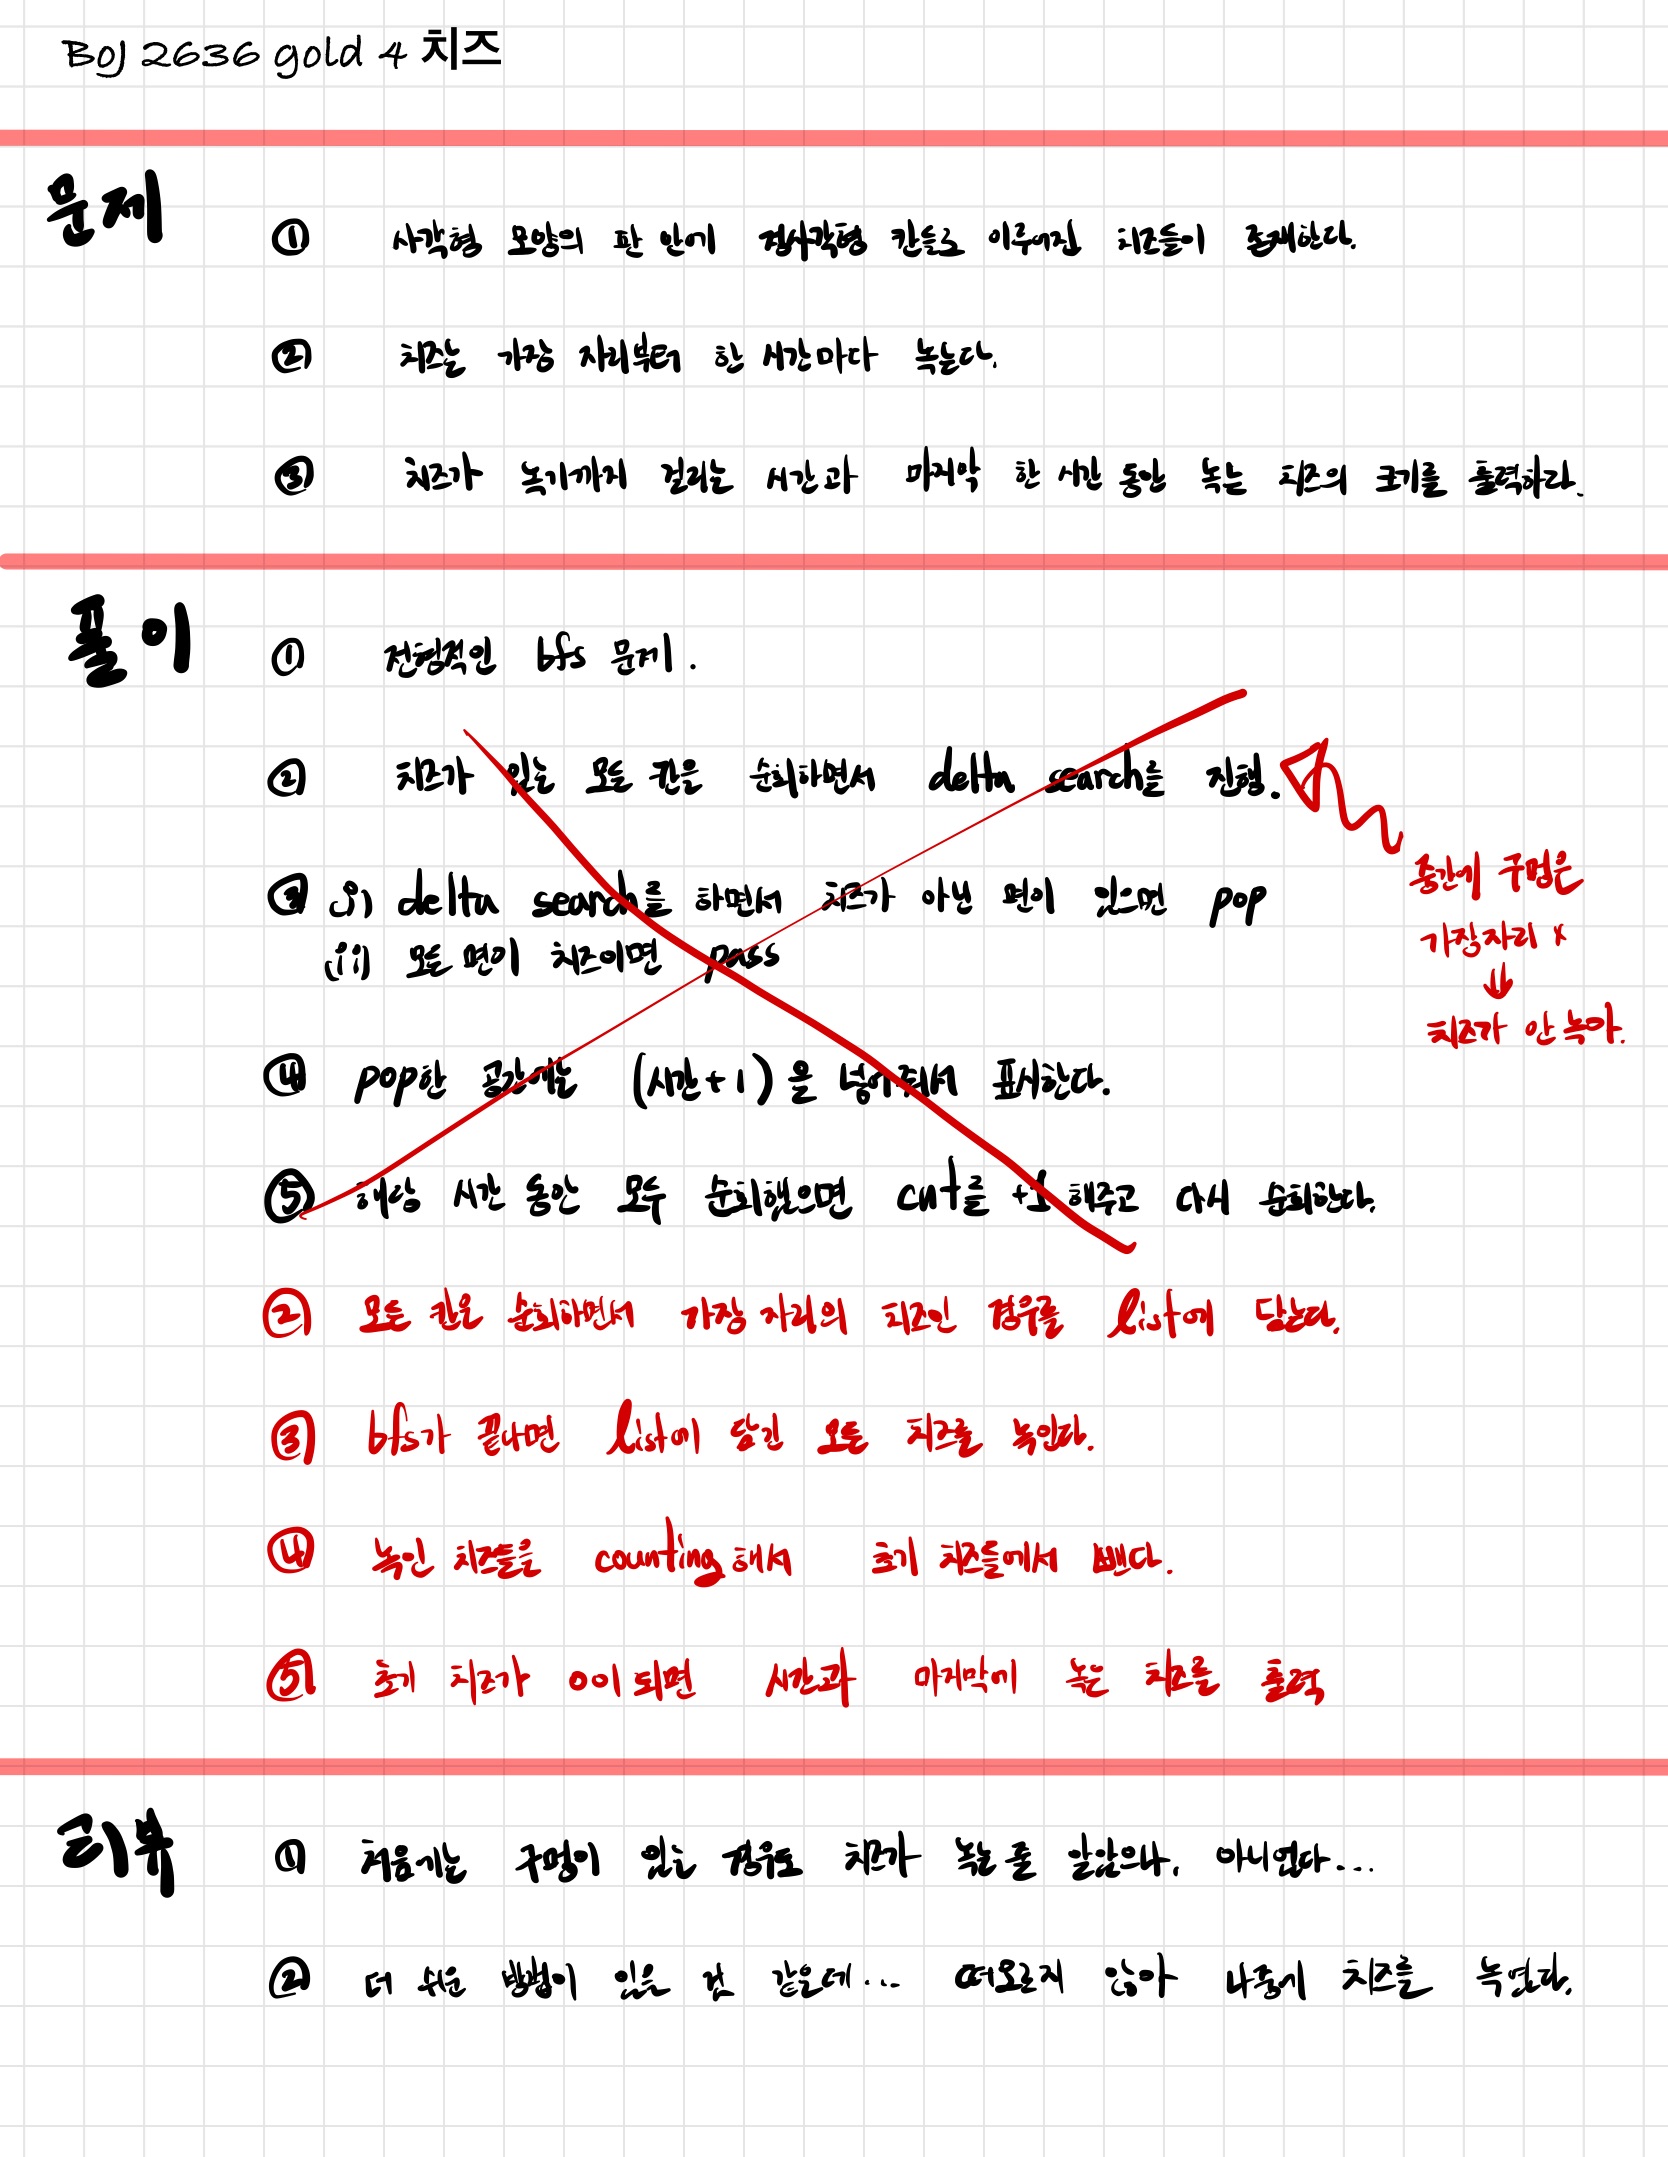 BOJ 2636 gold 4 치즈
문제
① 사각형 모양의 판 안에 정사각형 칸들로 이루어진 치즈들이 존재한다.
② 치즈는 가장 자리부터 한 시간마다 녹는다.
③ 치즈가 녹기까지 걸리는 시간과 마지막 한 시간 동안 녹는 치즈의 크기를 출력하라.
풀이
① 전형적인 bfs 문제.
② 치즈가 있는 모든 칸을 순회하면서 delta search를 진행.
③ i) delta search를 하면서 치즈가 아닌 면이 있으면 pop
ii) 모든 면이 치즈이면 pass
중간에 구멍은
가장자리 x
↓
치즈가 안 녹아.
④ pop한 공간에는 (시간+1)을 넣어줘서 표시한다.
⑤ 해당 시간 동안 모두 순회했으면 cnt를 +1 해주고 다시 순회한다.
② 모든 칸을 순회하면서 가장 자리의 치즈인 경우를 list에 담는다.
③ bfs가 끝나면 list에 담긴 모든 치즈를 녹인다.
④ 녹인 치즈들을 counting해서 초기 치즈들에서 뺀다.
⑤ 초기 치즈가 0이 되면 시간과 마지막에 녹는 치즈를 출력
리뷰
① 처음에는 구멍이 있는 경우도 치즈가 녹는 줄 알았으나, 아니었다...
② 더 쉬운 방법이 있을 것 같은데... 떠오르지 않아 나중에 치즈를 녹였다.